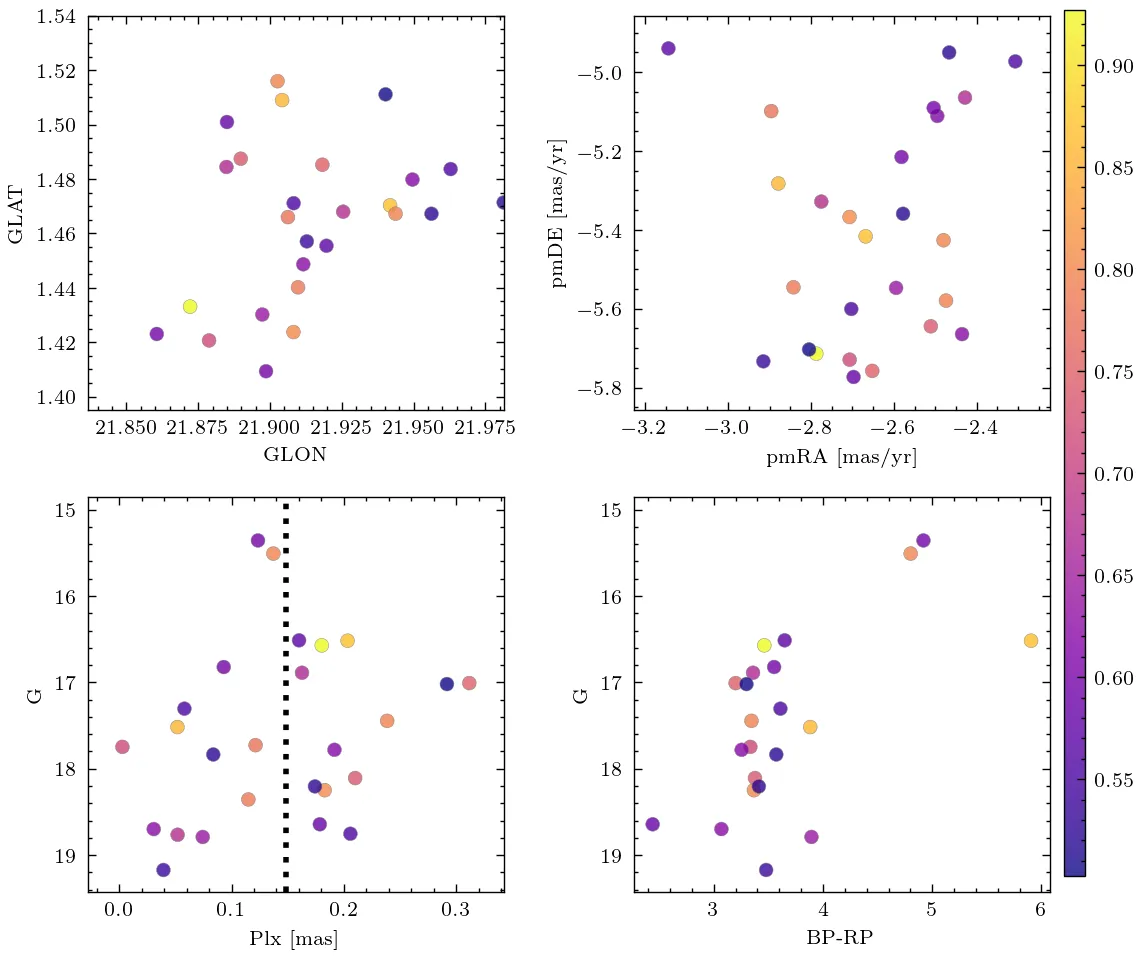 1.54
1.52
1.50
1.48
1.46
1.44
1.42
1.40
GLAT
21.850 21.875 21.900 21.925 21.950 21.975
GLON
−5.0
−5.2
−5.4
−5.6
−5.8
pmDE [mas/yr]
−3.2 −3.0 −2.8 −2.6 −2.4
pmRA [mas/yr]
15
16
17
18
19
G
0.0 0.1 0.2 0.3
Plx [mas]
15
16
17
18
19
G
3 4 5 6
BP-RP
0.90
0.85
0.80
0.75
0.70
0.65
0.60
0.55